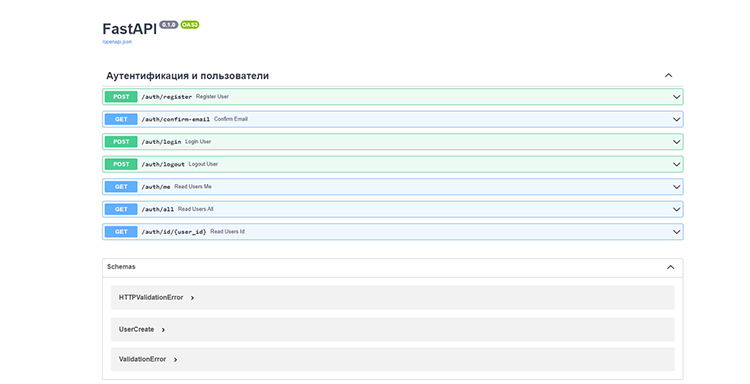 FastAPI 0.1.0 OAS3
/openapi.json
Аутентификация и пользователи
POST /auth/register Register User
GET /auth/confirm-email Confirm Email
POST /auth/login Login User
POST /auth/logout Logout User
GET /auth/me Read Users Me
GET /auth/all Read Users All
GET /auth/id/{user_id} Read Users Id
Schemas
HTTPValidationError
UserCreate
ValidationError